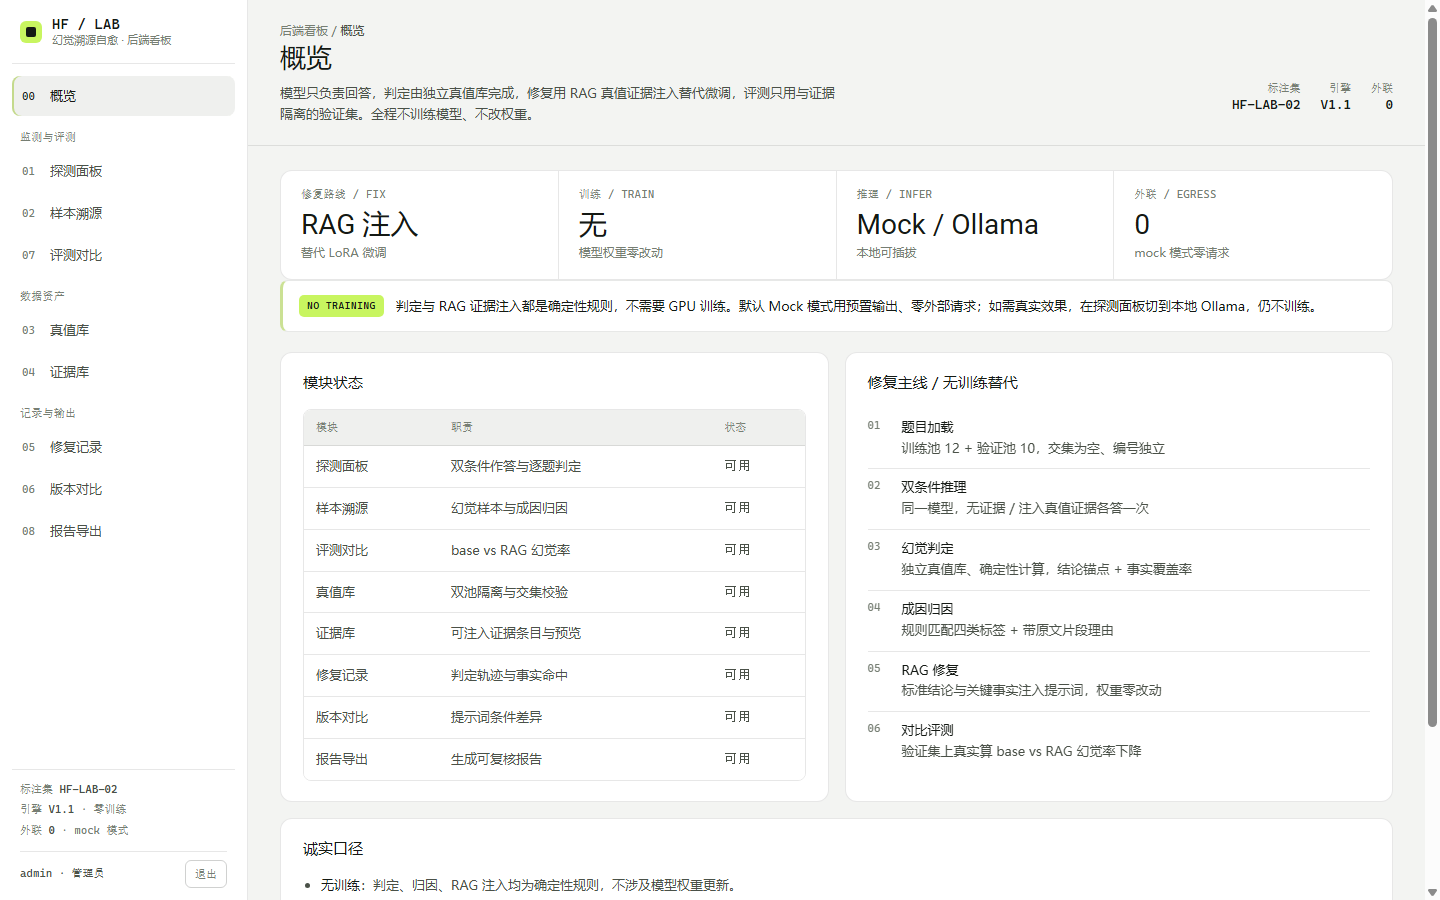 HF / LAB
幻觉溯源自愈 · 后端看板
00 概览
监测与评测
01 探测面板
02 样本溯源
07 评测对比
数据资产
03 真值库
04 证据库
记录与输出
05 修复记录
06 版本对比
08 报告导出
标注集 HF-LAB-02
引擎 V1.1 · 零训练
外联 0 · mock 模式
admin · 管理员
退出
后端看板 / 概览
概览
模型只负责回答，判定由独立真值库完成，修复用 RAG 真值证据注入替代微调，评测只用与证据
隔离的验证集。全程不训练模型、不改权重。
标注集 引擎 外联
HF-LAB-02 V1.1 0
修复路线 / FIX
RAG 注入
替代 LoRA 微调
训练 / TRAIN
无
模型权重零改动
推理 / INFER
Mock / Ollama
本地可插拔
外联 / EGRESS
0
mock 模式零请求
NO TRAINING 判定与 RAG 证据注入都是确定性规则，不需要 GPU 训练。默认 Mock 模式用预置输出、零外部请求；如需真实效果，在探测面板切到本地 Ollama，仍不训练。
模块状态
模块 职责 状态
探测面板 双条件作答与逐题判定 可用
样本溯源 幻觉样本与成因归因 可用
评测对比 base vs RAG 幻觉率 可用
真值库 双池隔离与交集校验 可用
证据库 可注入证据条目与预览 可用
修复记录 判定轨迹与事实命中 可用
版本对比 提示词条件差异 可用
报告导出 生成可复核报告 可用
修复主线 / 无训练替代
01 题目加载
训练池 12 + 验证池 10，交集为空、编号独立
02 双条件推理
同一模型，无证据 / 注入真值证据各答一次
03 幻觉判定
独立真值库、确定性计算，结论锚点 + 事实覆盖率
04 成因归因
规则匹配四类标签 + 带原文片段理由
05 RAG 修复
标准结论与关键事实注入提示词，权重零改动
06 对比评测
验证集上真实算 base vs RAG 幻觉率下降
诚实口径
• 无训练：判定、归因、RAG 注入均为确定性规则，不涉及模型权重更新。